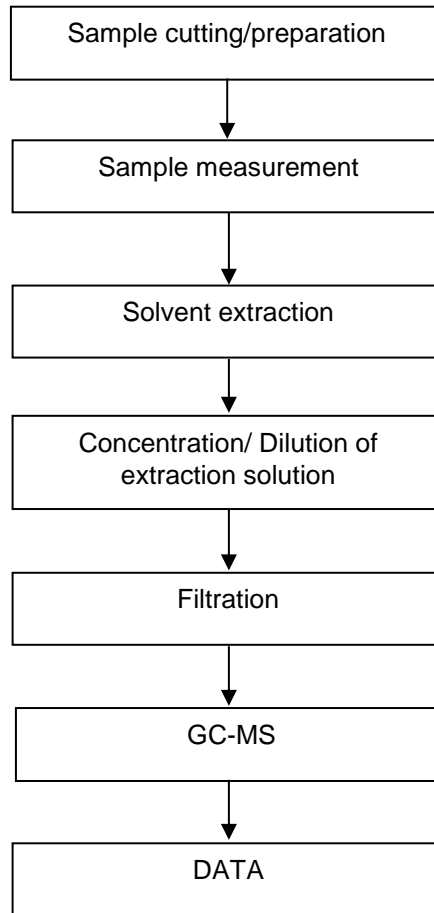 Sample cutting/preparation
Sample measurement
Solvent extraction
Concentration/ Dilution of
extraction solution
Filtration
GC-MS
DATA